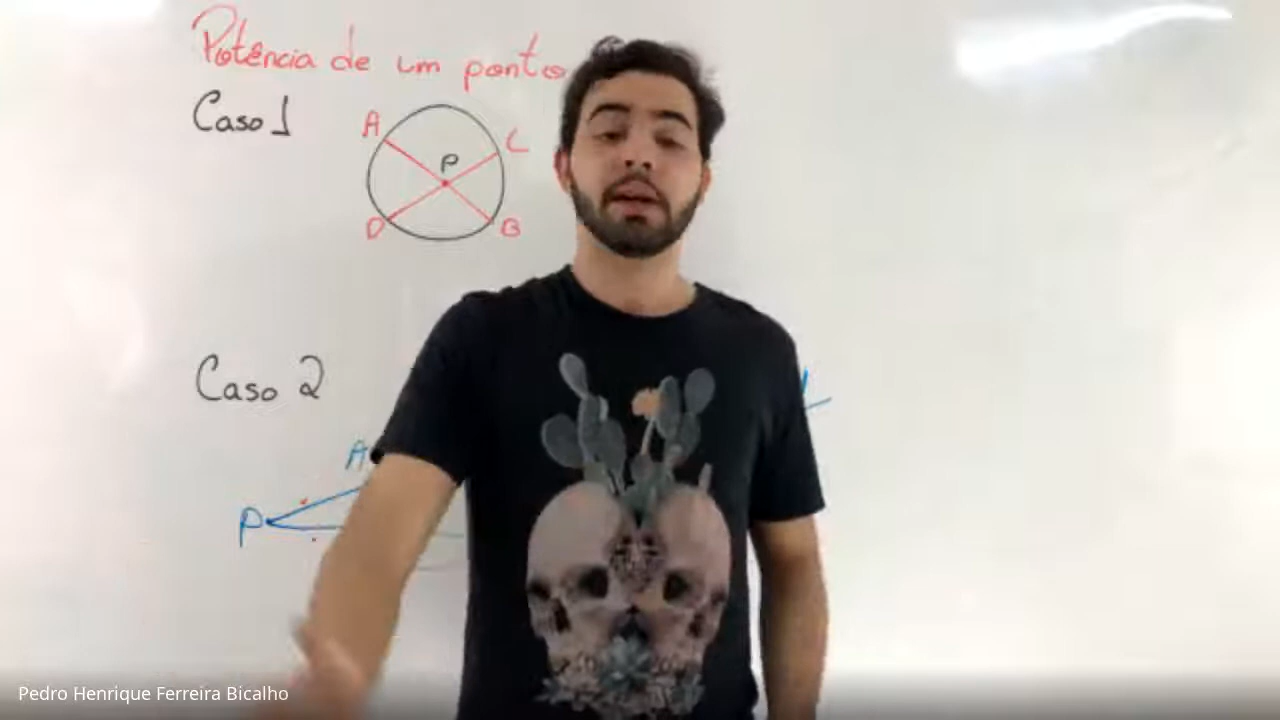 Potência de um ponto
Caso 1
A
C
P
D
B
Caso 2
A
P
Pedro Henrique Ferreira Bicalho